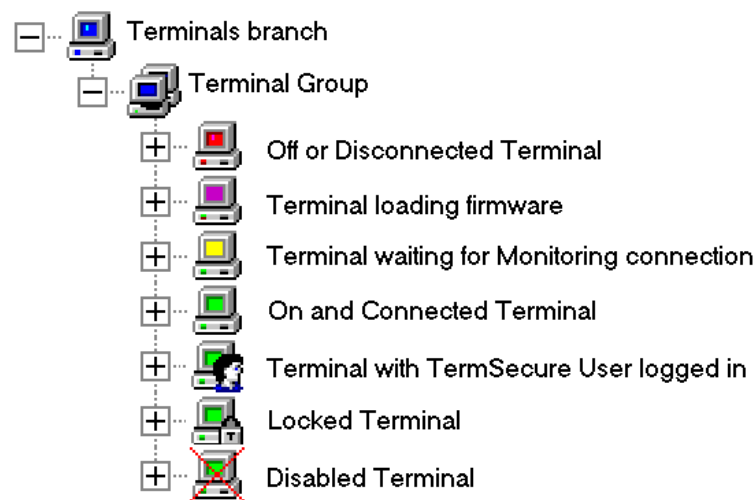 Terminals branch
Terminal Group
Off or Disconnected Terminal
Terminal loading firmware
Terminal waiting for Monitoring connection
On and Connected Terminal
Terminal with TermSecure User logged in
Locked Terminal
Disabled Terminal